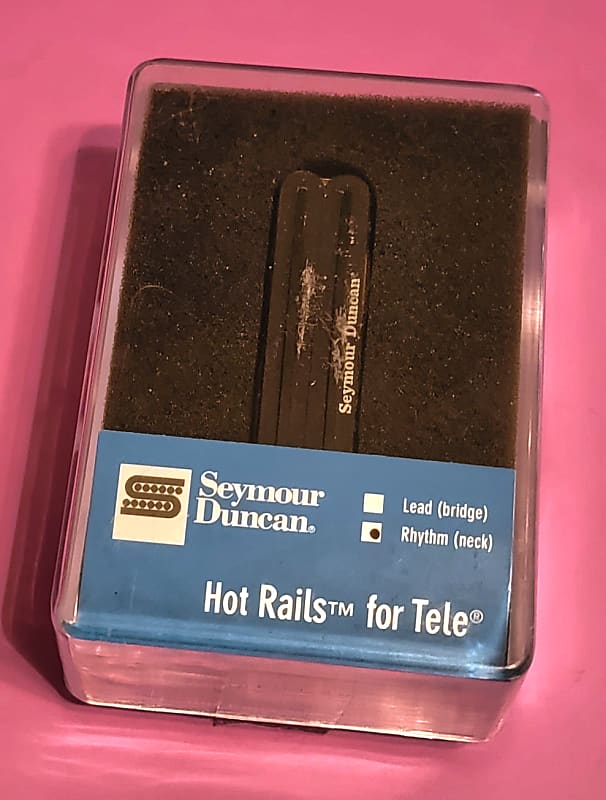 Seymour Duncan
Seymour
Duncan®
Lead (bridge)
Rhythm (neck)
Hot Rails™ for Tele®